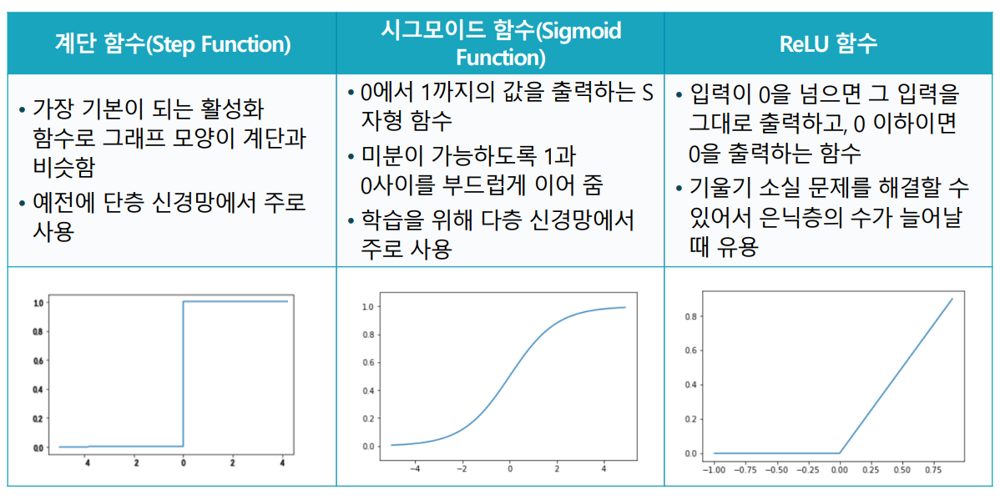 계단 함수(Step Function)
시그모이드 함수(Sigmoid
Function)
ReLU 함수
• 가장 기본이 되는 활성화
함수로 그래프 모양이 계단과
비슷함
• 예전에 단층 신경망에서 주로
사용
• 0에서 1까지의 값을 출력하는 S
자형 함수
• 미분이 가능하도록 1과
0사이를 부드럽게 이어 줌
• 학습을 위해 다층 신경망에서
주로 사용
• 입력이 0을 넘으면 그 입력을
그대로 출력하고, 0 이하이면
0을 출력하는 함수
• 기울기 소실 문제를 해결할 수
있어서 은닉층의 수가 늘어날
때 유용
1.0
0.8
0.6
0.4
0.2
0.0
4 2 0 2 4
1.0
0.8
0.6
0.4
0.2
0.0
−4 −2 0 2 4
0.8
0.6
0.4
0.2
0.0
−1.00 −0.75 −0.50 −0.25 0.00 0.25 0.50 0.75